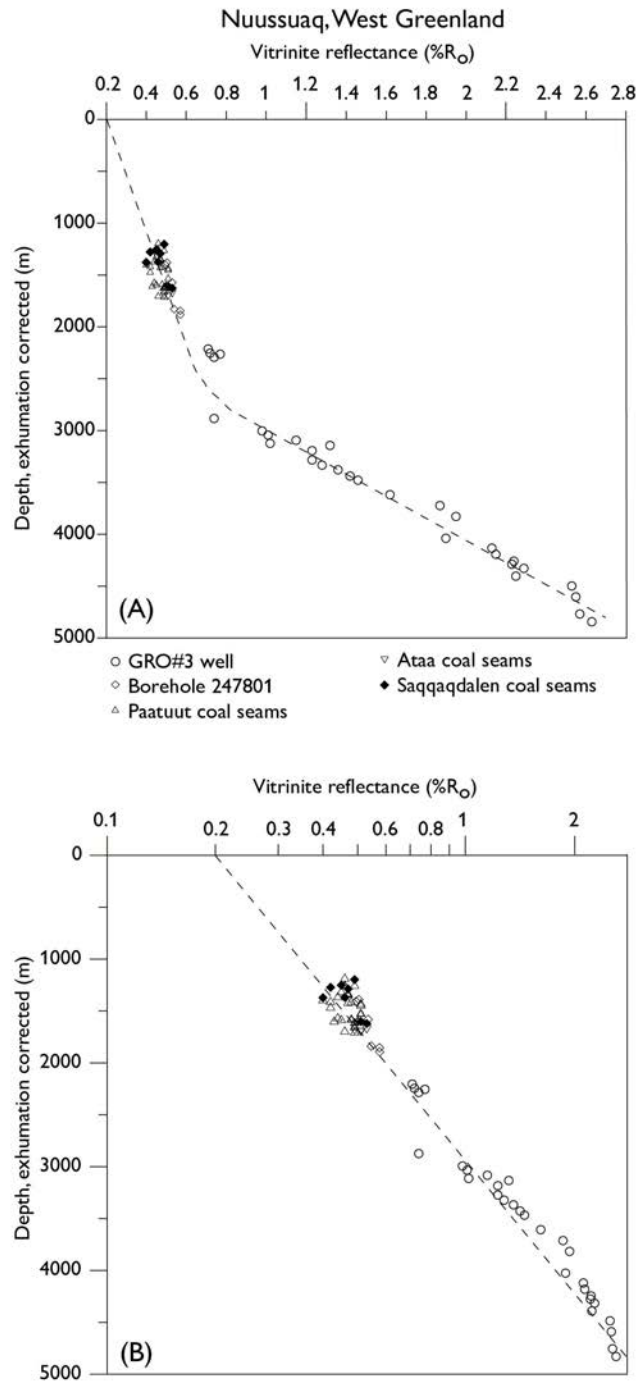 Nuussuaq, West Greenland
Vitrinite reflectance (%Ro)
0.2 0.4 0.6 0.8 1 1.2 1.4 1.6 1.8 2 2.2 2.4 2.6 2.8
0
1000
2000
3000
4000
5000
Depth, exhumation corrected (m)
(A)
GRO#3 well
Borehole 247801
Paatuut coal seams
Ataa coal seams
Saqqaqdalen coal seams
Vitrinite reflectance (%Ro)
0.1 0.2 0.3 0.4 0.6 0.8 1 2
0
1000
2000
3000
4000
5000
Depth, exhumation corrected (m)
(B)